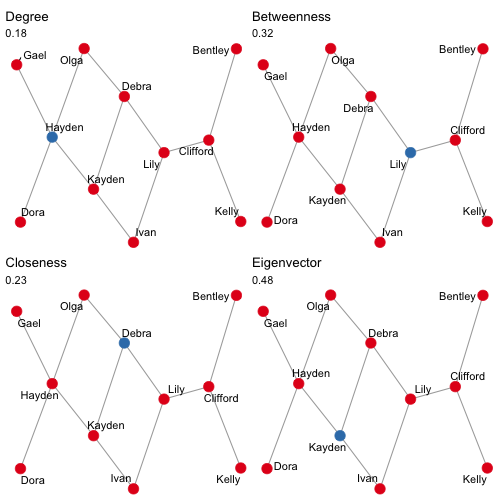 Degree
0.18
Gael
Olga
Bentley
Debra
Hayden
Clifford
Lily
Kayden
Dora
Kelly
Ivan
Betweenness
0.32
Bentley
Olga
Gael
Debra
Hayden
Clifford
Lily
Kayden
Kelly
Dora
Ivan
Closeness
0.23
Bentley
Olga
Gael
Debra
Lily
Hayden
Clifford
Kayden
Ivan
Dora
Kelly
Eigenvector
0.48
Bentley
Olga
Gael
Debra
Hayden
Clifford
Lily
Kayden
Dora
Ivan
Kelly